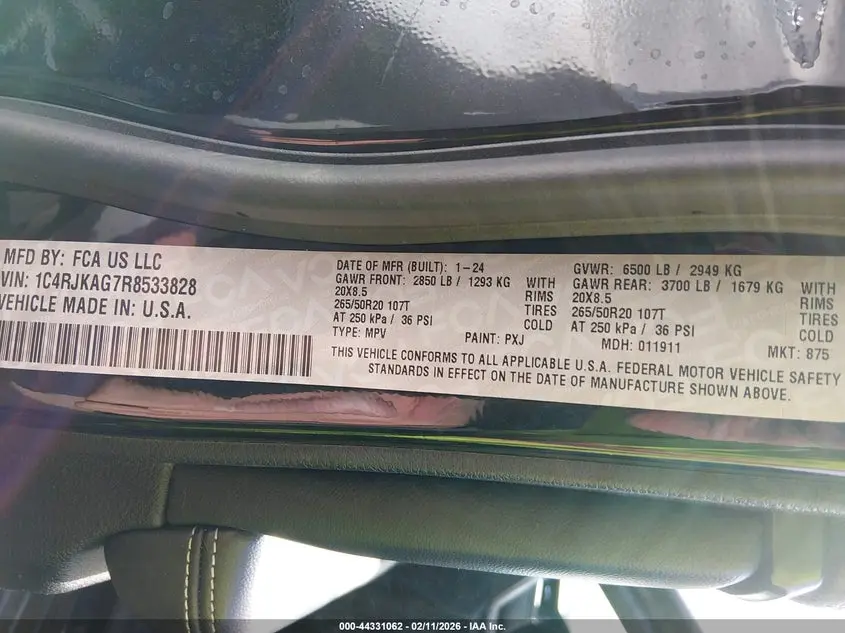 MFD BY: FCA US LLC
VIN: 1C4RJKAG7R8533828
VEHICLE MADE IN: U.S.A.
DATE OF MFR (BUILT): 1-24
GAWR FRONT: 2850 LB / 1293 KG WITH
20X8.5 RIMS
265/50R20 107T TIRES
AT 250 kPa / 36 PSI COLD
TYPE: MPV PAINT: PXJ
GVWR: 6500 LB / 2949 KG
GAWR REAR: 3700 LB / 1679 KG WITH
20X8.5 RIMS
265/50R20 107T TIRES
AT 250 kPa / 36 PSI COLD
MDH: 011911 MKT: 875
THIS VEHICLE CONFORMS TO ALL APPLICABLE U.S.A. FEDERAL MOTOR VEHICLE SAFETY
STANDARDS IN EFFECT ON THE DATE OF MANUFACTURE SHOWN ABOVE.
000-44331062 - 02/11/2026 - IAA Inc.